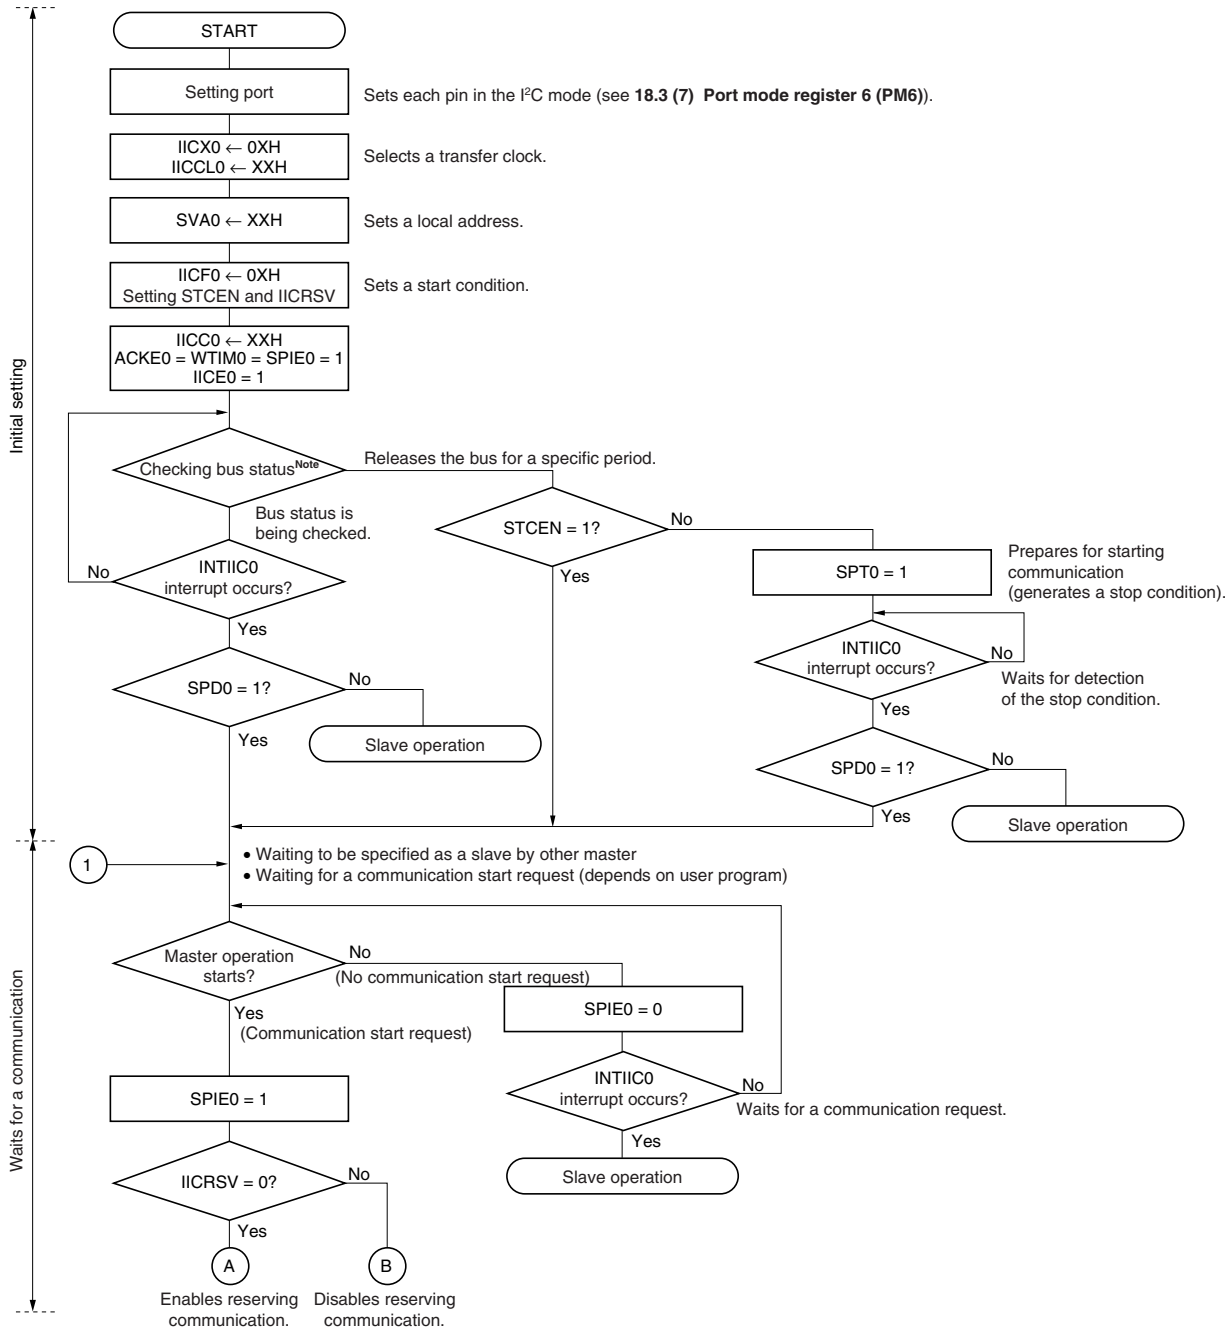 START
Setting port
Sets each pin in the I²C mode (see 18.3 (7) Port mode register 6 (PM6)).
IICX0 ← 0XH
IICCL0 ← XXH
Selects a transfer clock.
SVA0 ← XXH
Sets a local address.
IICF0 ← 0XH
Setting STCEN and IICRSV
Sets a start condition.
IICC0 ← XXH
ACKE0 = WTIM0 = SPIE0 = 1
IICE0 = 1
Initial setting
Checking bus statusNote
Releases the bus for a specific period.
Bus status is
being checked.
STCEN = 1?
No
Yes
SPT0 = 1
Prepares for starting
communication
(generates a stop condition).
INTIIC0
interrupt occurs?
No
Yes
INTIIC0
interrupt occurs?
No
Waits for detection
of the stop condition.
Yes
SPD0 = 1?
No
Yes
Slave operation
SPD0 = 1?
No
Yes
Slave operation
Waits for a communication
1
• Waiting to be specified as a slave by other master
• Waiting for a communication start request (depends on user program)
Master operation
starts?
No
(No communication start request)
Yes
(Communication start request)
SPIE0 = 0
INTIIC0
interrupt occurs?
No
Waits for a communication request.
Yes
Slave operation
SPIE0 = 1
IICRSV = 0?
No
Yes
A
B
Enables reserving
communication.
Disables reserving
communication.